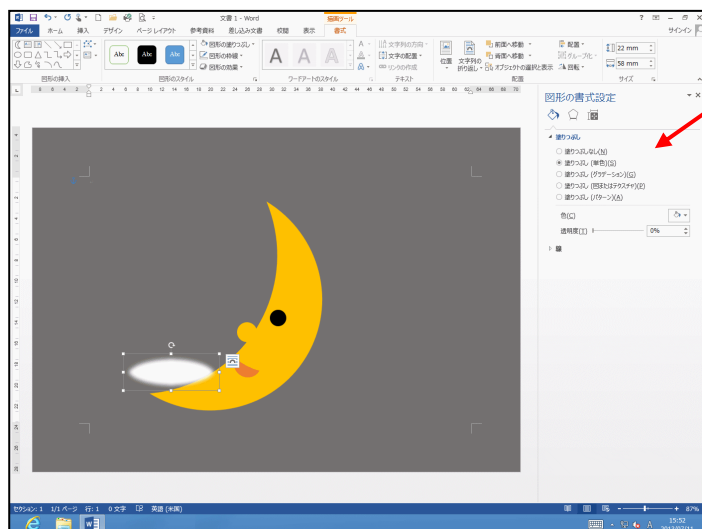 文書 1 - Word
描画ツール
ファイル ホーム 挿入 デザイン ページ レイアウト 参考資料 差し込み文書 校閲 表示 書式 サインイン
図形の塗りつぶし
図形の枠線
図形の効果
Abc Abc Abc
A A A
文字列の方向
文字の配置
リンクの作成
位置 文字列の折り返し
前面へ移動
背面へ移動
オブジェクトの選択と表示
配置
グループ化
回転
22 mm
58 mm
図形の挿入 図形のスタイル ワードアートのスタイル テキスト 配置 サイズ
図形の書式設定
塗りつぶし
塗りつぶしなし(N)
塗りつぶし (単色)(S)
塗りつぶし (グラデーション)(G)
塗りつぶし (図またはテクスチャ)(P)
塗りつぶし (パターン)(A)
色(C)
透明度(T) 0%
線
セクション: 1 1/1 ページ 行: 1 0 文字 英語 (米国) 87%
A 15:52